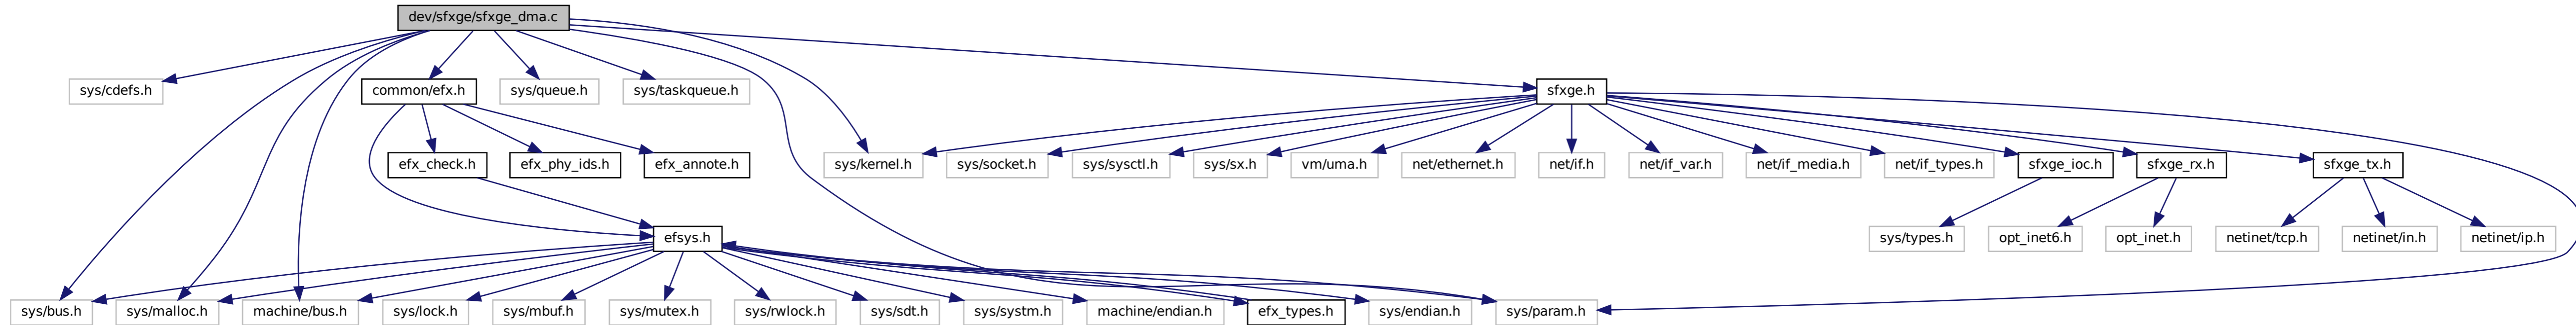 dev/sfxge/sfxge_dma.c
sys/cdefs.h
common/efx.h
sys/queue.h
sys/taskqueue.h
sfxge.h
efx_check.h
efx_phy_ids.h
efx_annote.h
sys/kernel.h
sys/socket.h
sys/sysctl.h
sys/sx.h
vm/uma.h
net/ethernet.h
net/if.h
net/if_var.h
net/if_media.h
net/if_types.h
sfxge_ioc.h
sfxge_rx.h
sfxge_tx.h
efsys.h
sys/types.h
opt_inet6.h
opt_inet.h
netinet/tcp.h
netinet/in.h
netinet/ip.h
sys/bus.h
sys/malloc.h
machine/bus.h
sys/lock.h
sys/mbuf.h
sys/mutex.h
sys/rwlock.h
sys/sdt.h
sys/systm.h
machine/endian.h
efx_types.h
sys/endian.h
sys/param.h